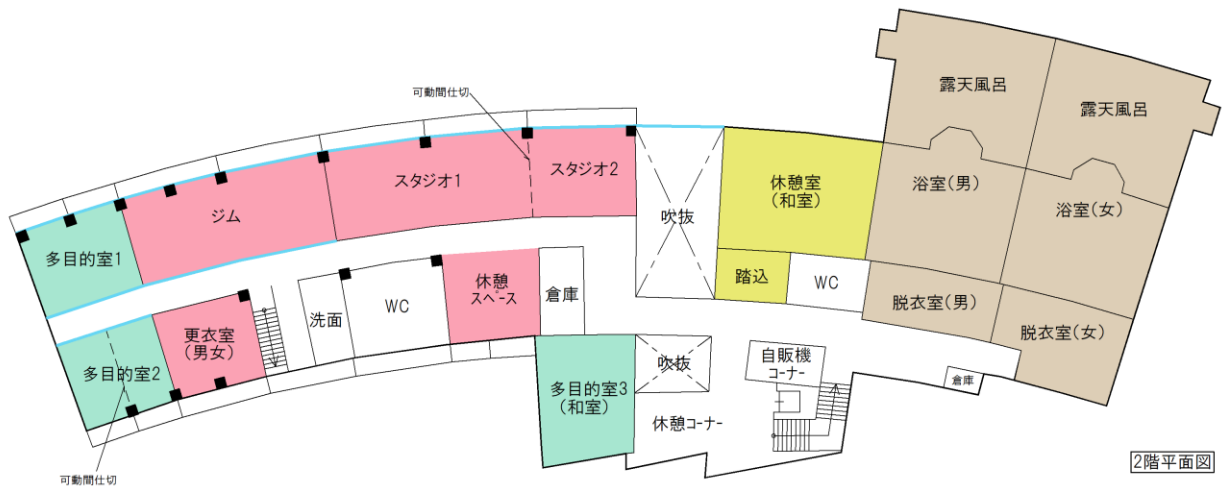 露天風呂
露天風呂
可動間仕切
スタジオ1
スタジオ2
ジム
吹抜
休憩室
(和室)
浴室(男)
浴室(女)
多目的室1
踏込
WC
休憩
スペース
倉庫
WC
洗面
脱衣室(男)
脱衣室(女)
更衣室
(男女)
多目的室2
吹抜
自販機
コーナー
倉庫
多目的室3
(和室)
休憩コーナー
可動間仕切
2階平面図